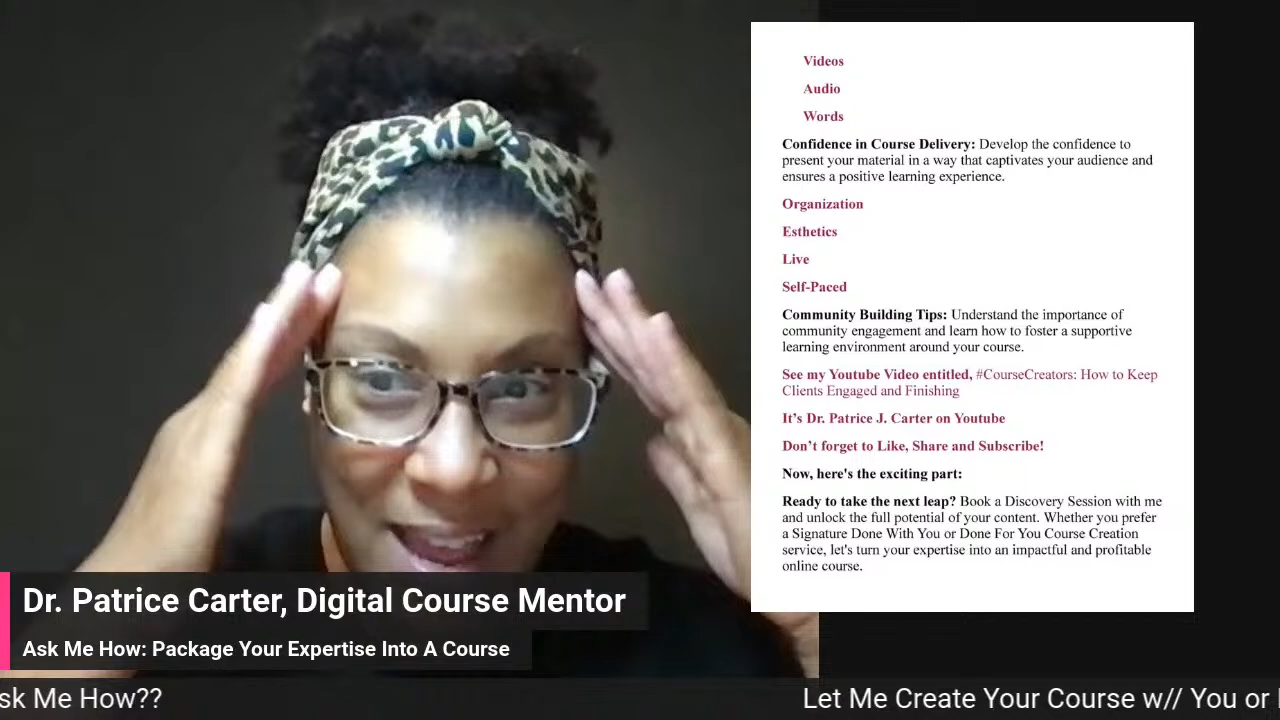 Videos
Audio
Words
Confidence in Course Delivery: Develop the confidence to
present your material in a way that captivates your audience and
ensures a positive learning experience.
Organization
Esthetics
Live
Self-Paced
Community Building Tips: Understand the importance of
community engagement and learn how to foster a supportive
learning environment around your course.
See my Youtube Video entitled, #CourseCreators: How to Keep
Clients Engaged and Finishing
It’s Dr. Patrice J. Carter on Youtube
Don’t forget to Like, Share and Subscribe!
Now, here's the exciting part:
Ready to take the next leap? Book a Discovery Session with me
and unlock the full potential of your content. Whether you prefer
a Signature Done With You or Done For You Course Creation
service, let's turn your expertise into an impactful and profitable
online course.
Dr. Patrice Carter, Digital Course Mentor
Ask Me How: Package Your Expertise Into A Course
sk Me How?? Let Me Create Your Course w// You or